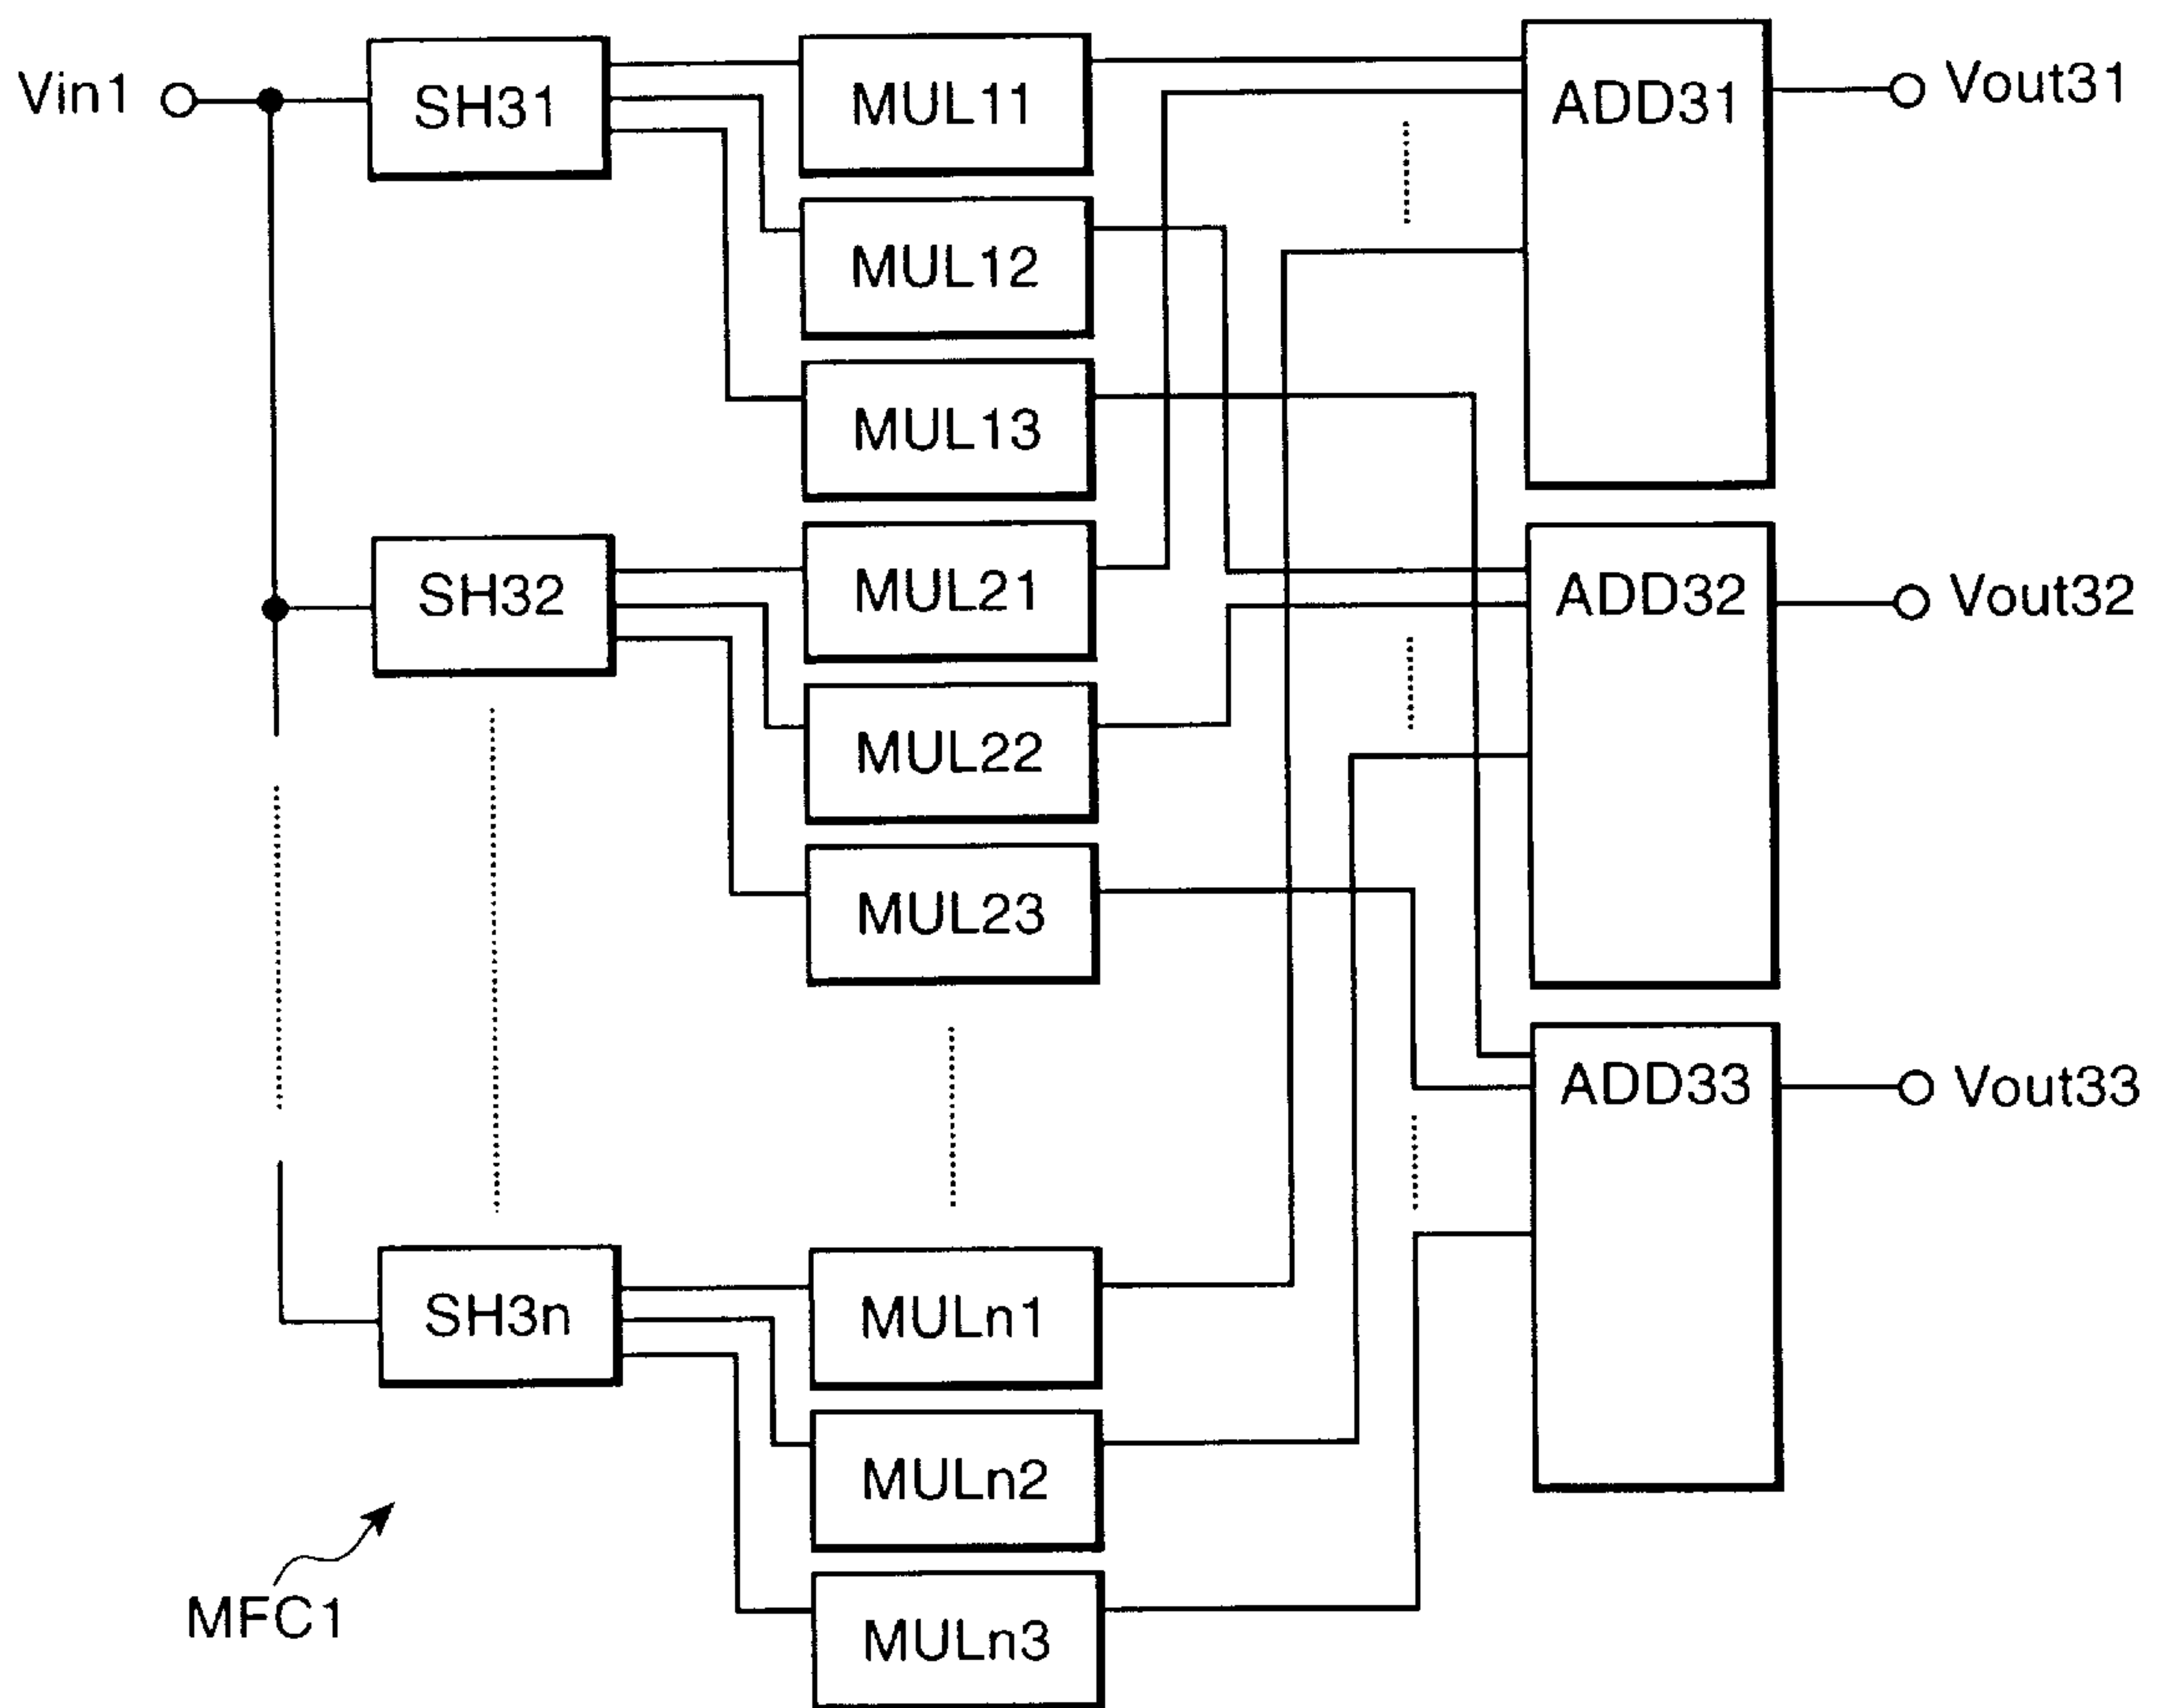 Vin1
SH31
MUL11
ADD31
Vout31
MUL12
MUL13
SH32
MUL21
ADD32
Vout32
MUL22
MUL23
ADD33
Vout33
SH3n
MULn1
MULn2
MFC1
MULn3